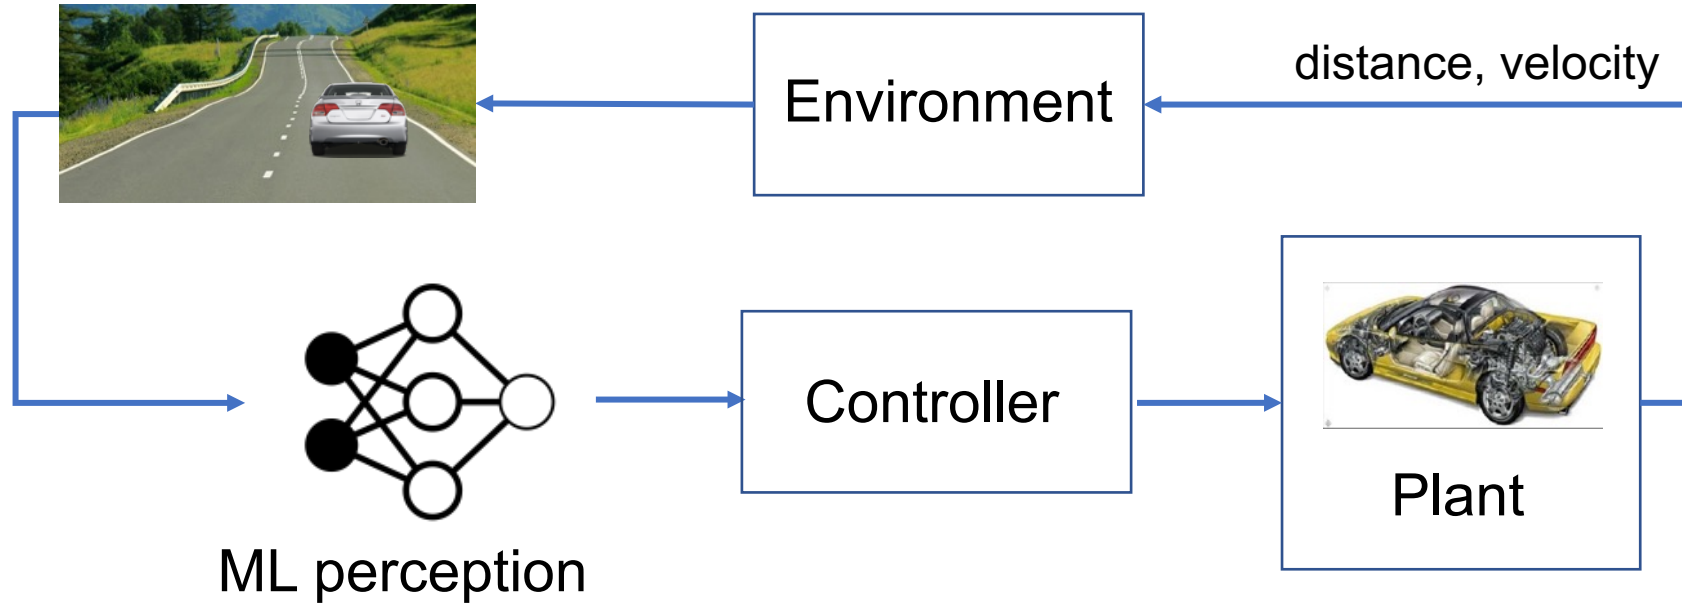 distance, velocity
Environment
Controller
Plant
ML perception